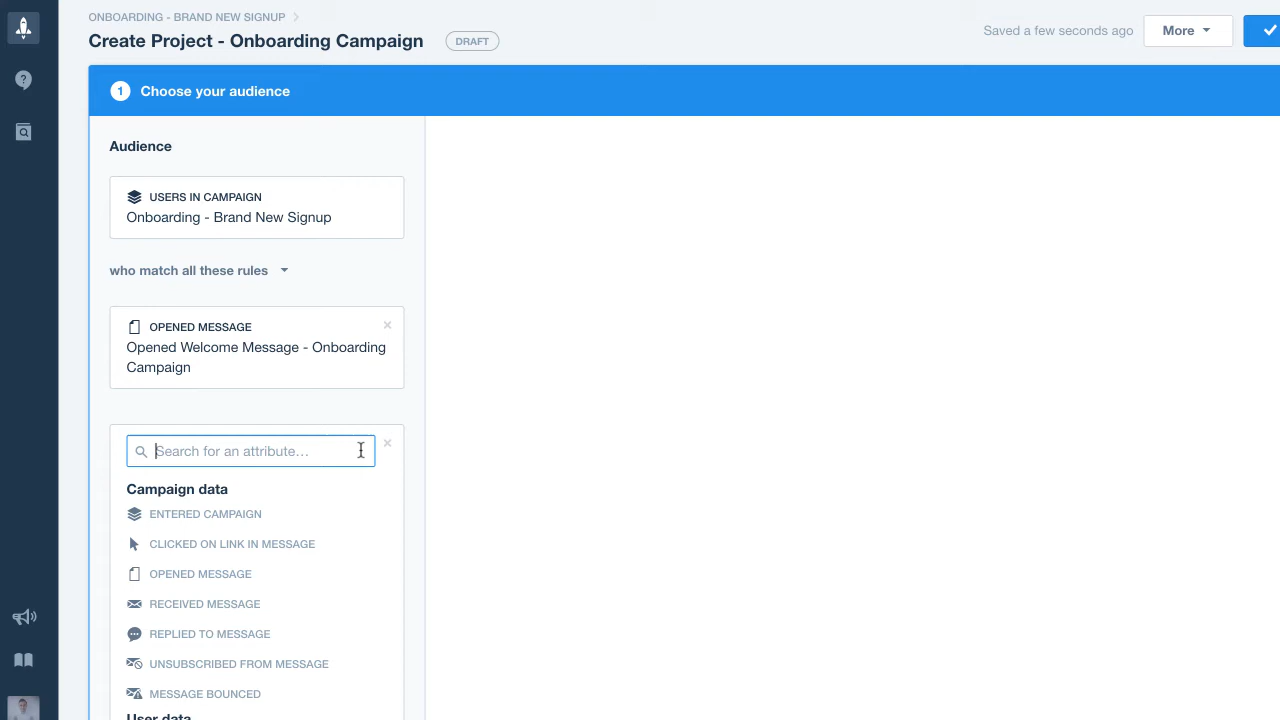 ONBOARDING - BRAND NEW SIGNUP
Create Project - Onboarding Campaign
DRAFT
Saved a few seconds ago
More
1 Choose your audience
Audience
USERS IN CAMPAIGN
Onboarding - Brand New Signup
who match all these rules
OPENED MESSAGE
Opened Welcome Message - Onboarding
Campaign
Search for an attribute...
Campaign data
ENTERED CAMPAIGN
CLICKED ON LINK IN MESSAGE
OPENED MESSAGE
RECEIVED MESSAGE
REPLIED TO MESSAGE
UNSUBSCRIBED FROM MESSAGE
MESSAGE BOUNCED
User data